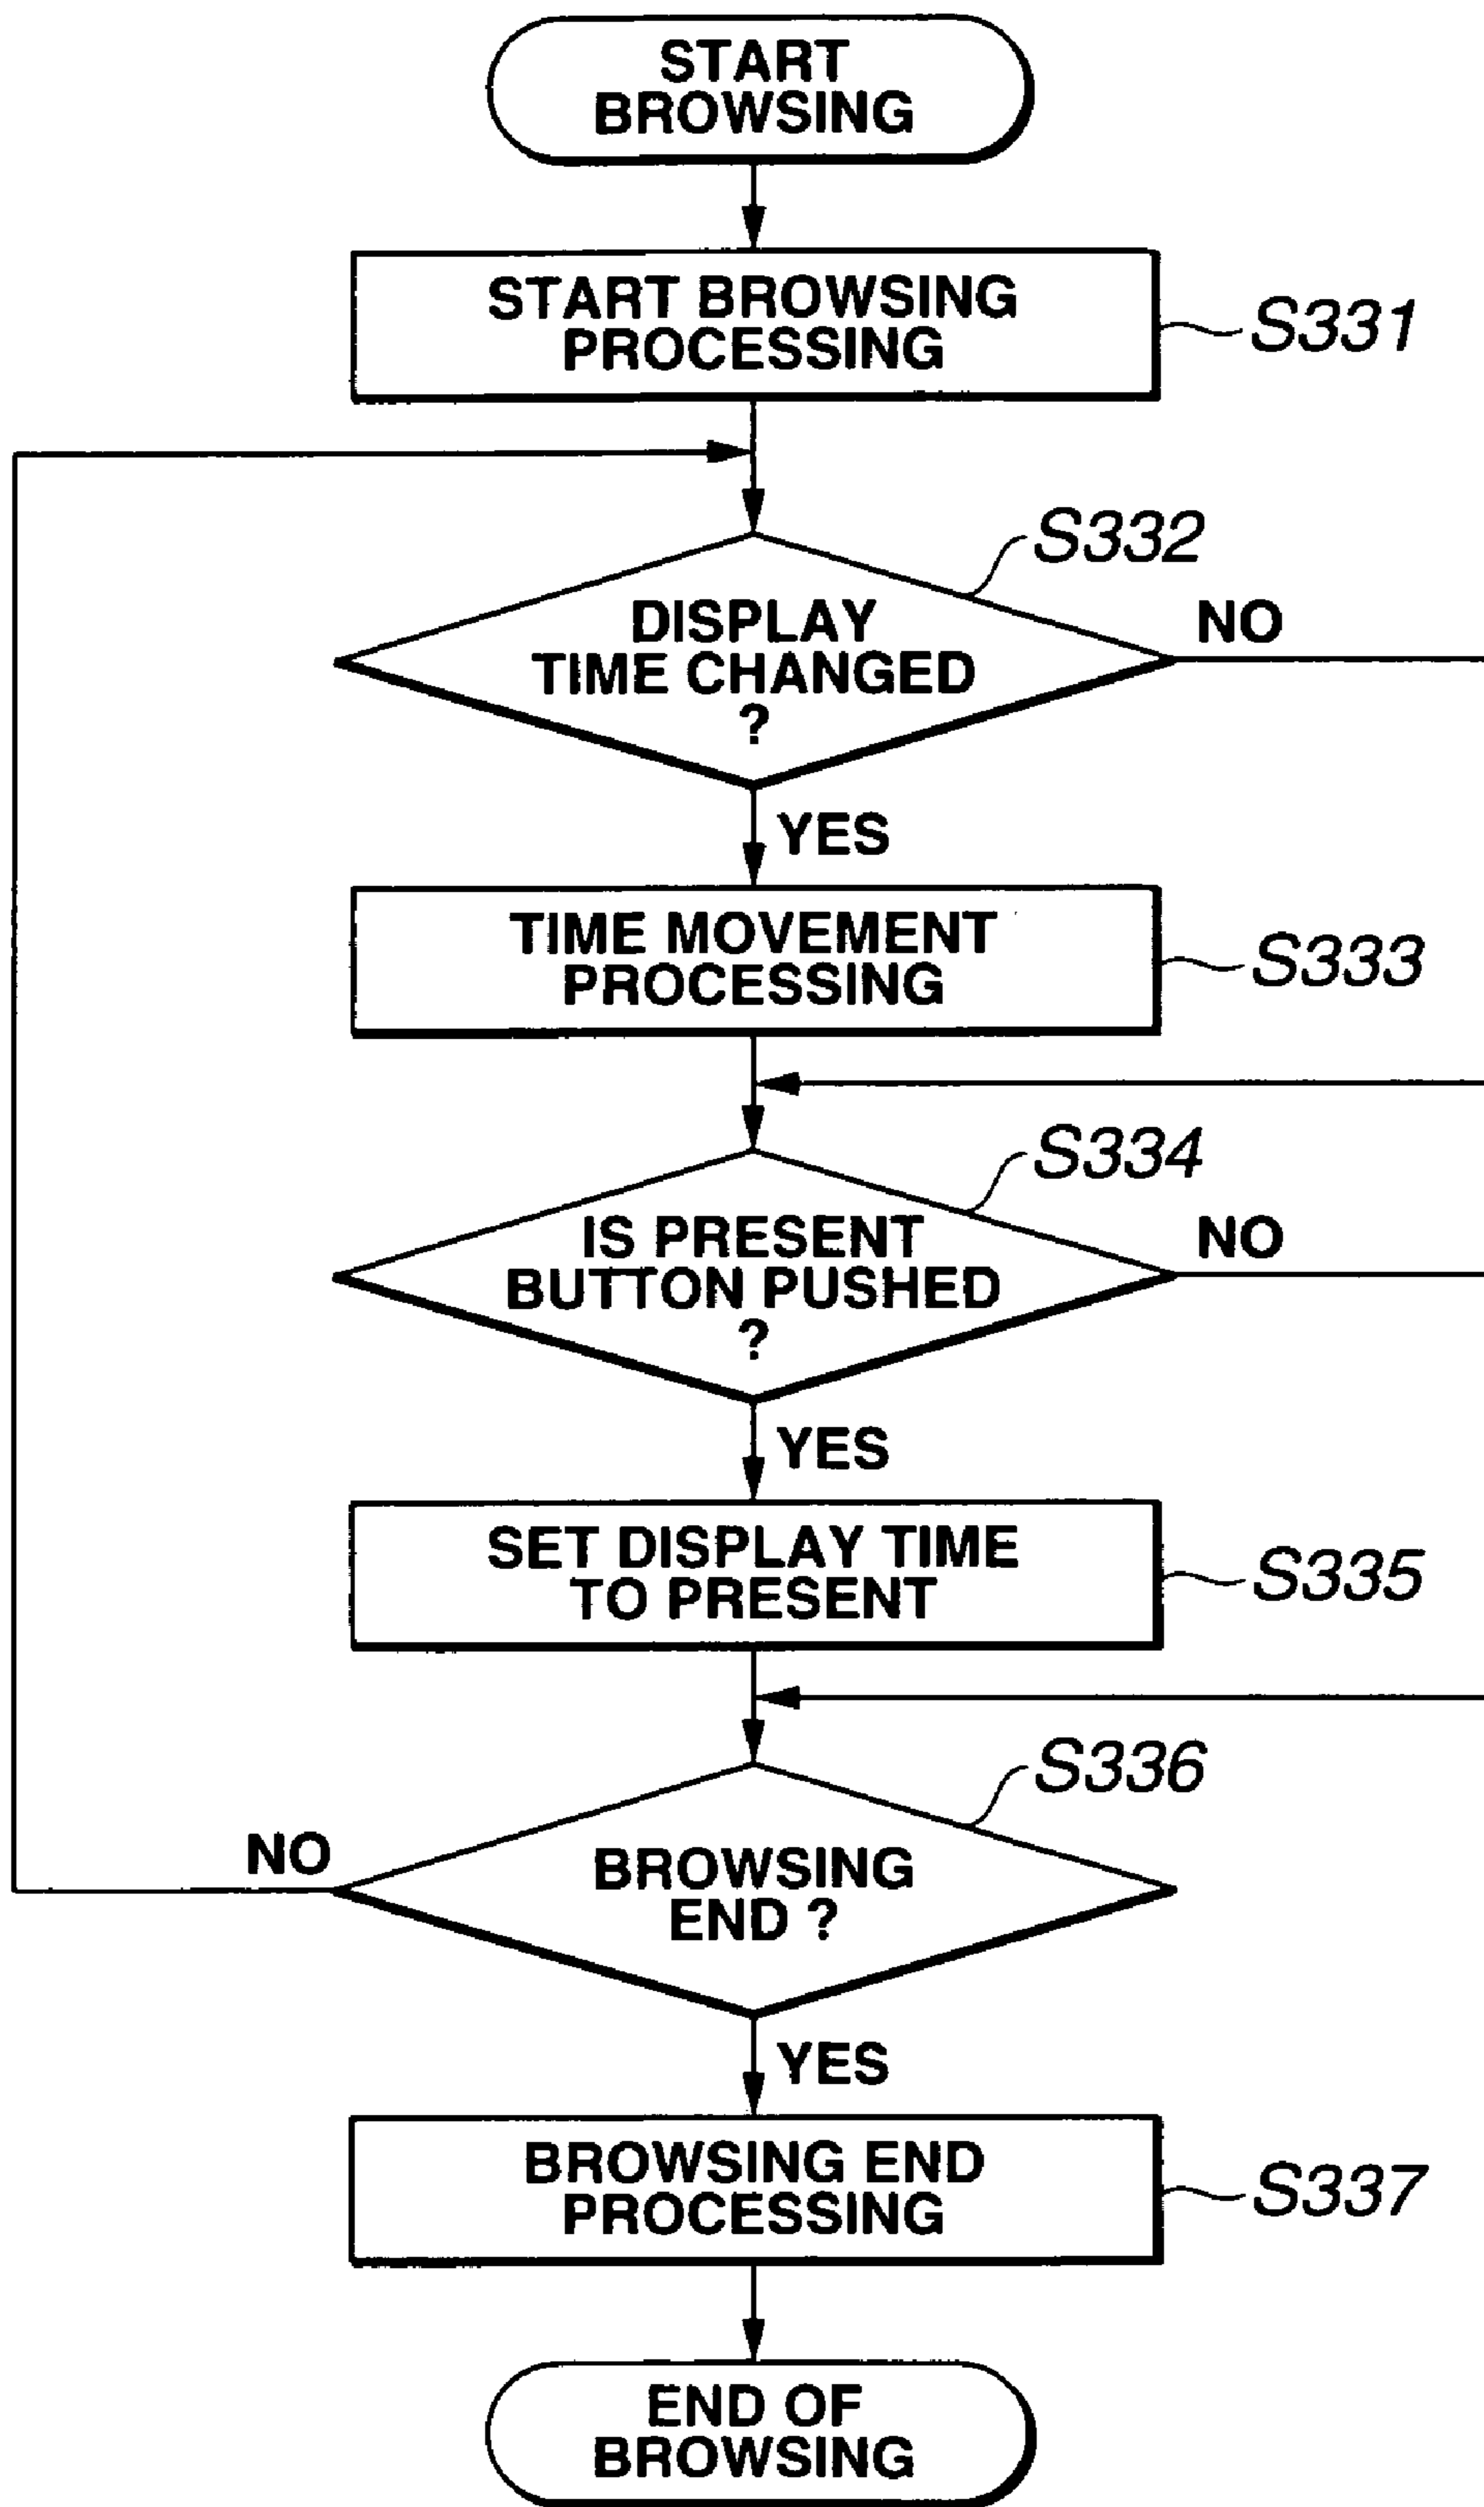 START
BROWSING
START BROWSING
PROCESSING
S331
S332
DISPLAY
TIME CHANGED
?
NO
YES
TIME MOVEMENT
PROCESSING
S333
S334
IS PRESENT
BUTTON PUSHED
?
NO
YES
SET DISPLAY TIME
TO PRESENT
S335
S336
NO
BROWSING
END ?
YES
BROWSING END
PROCESSING
S337
END OF
BROWSING